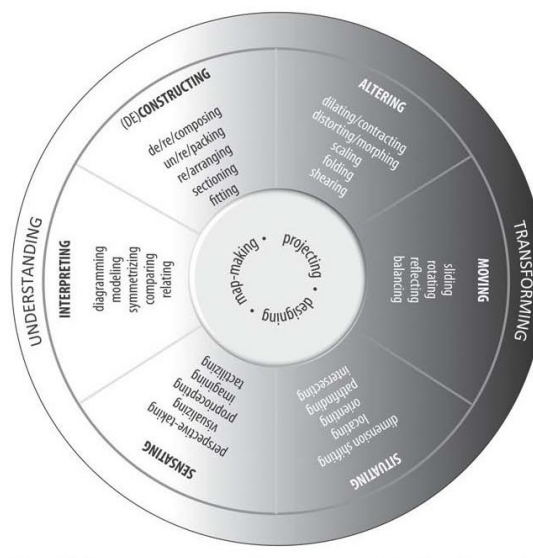 UNDERSTANDING
TRANSFORMING
(DE)CONSTRUCTING
de/re/composing
un/re/packing
re/arranging
sectioning
fitting
ALTERING
dilating/contracting
distorting/morphing
scaling
folding
shearing
MOVING
sliding
rotating
reflecting
balancing
SITUATING
dimension shifting
locating
orienting
pathfinding
intersecting
SENSATING
perspective-taking
visualizing
propriocepting
imagining
tactilizing
INTERPRETING
diagramming
modeling
symmetrizing
comparing
relating
map-making • projecting • designing •